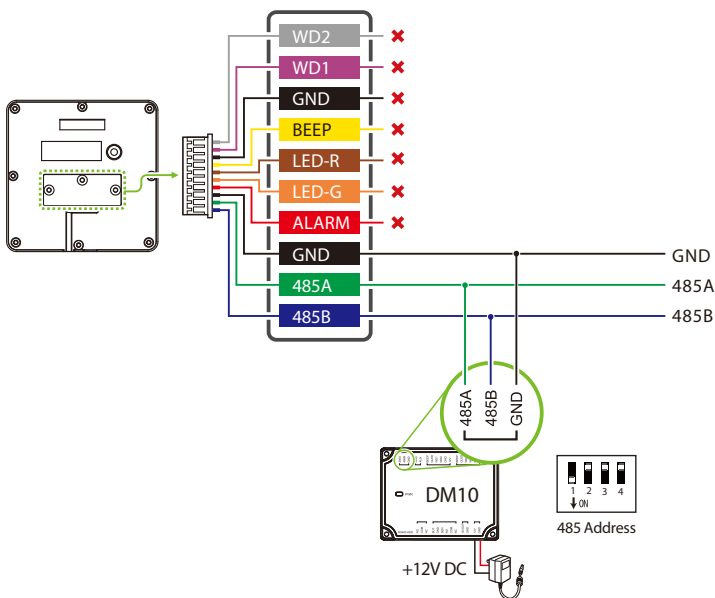 WD2
WD1
GND
BEEP
LED-R
LED-G
ALARM
GND
GND
485A
485A
485B
485B
485A
485B
GND
DM10
1 2 3 4
ON
485 Address
+12V DC